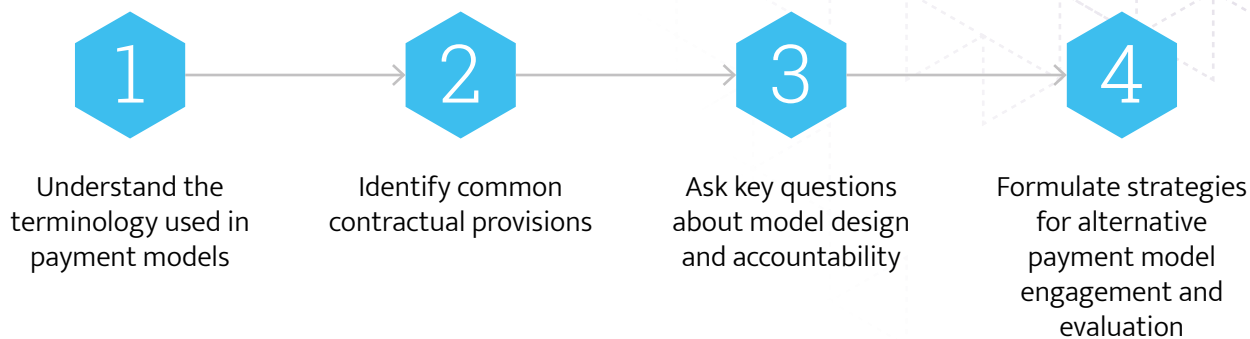 1
Understand the
terminology used in
payment models
2
Identify common
contractual provisions
3
Ask key questions
about model design
and accountability
4
Formulate strategies
for alternative
payment model
engagement and
evaluation